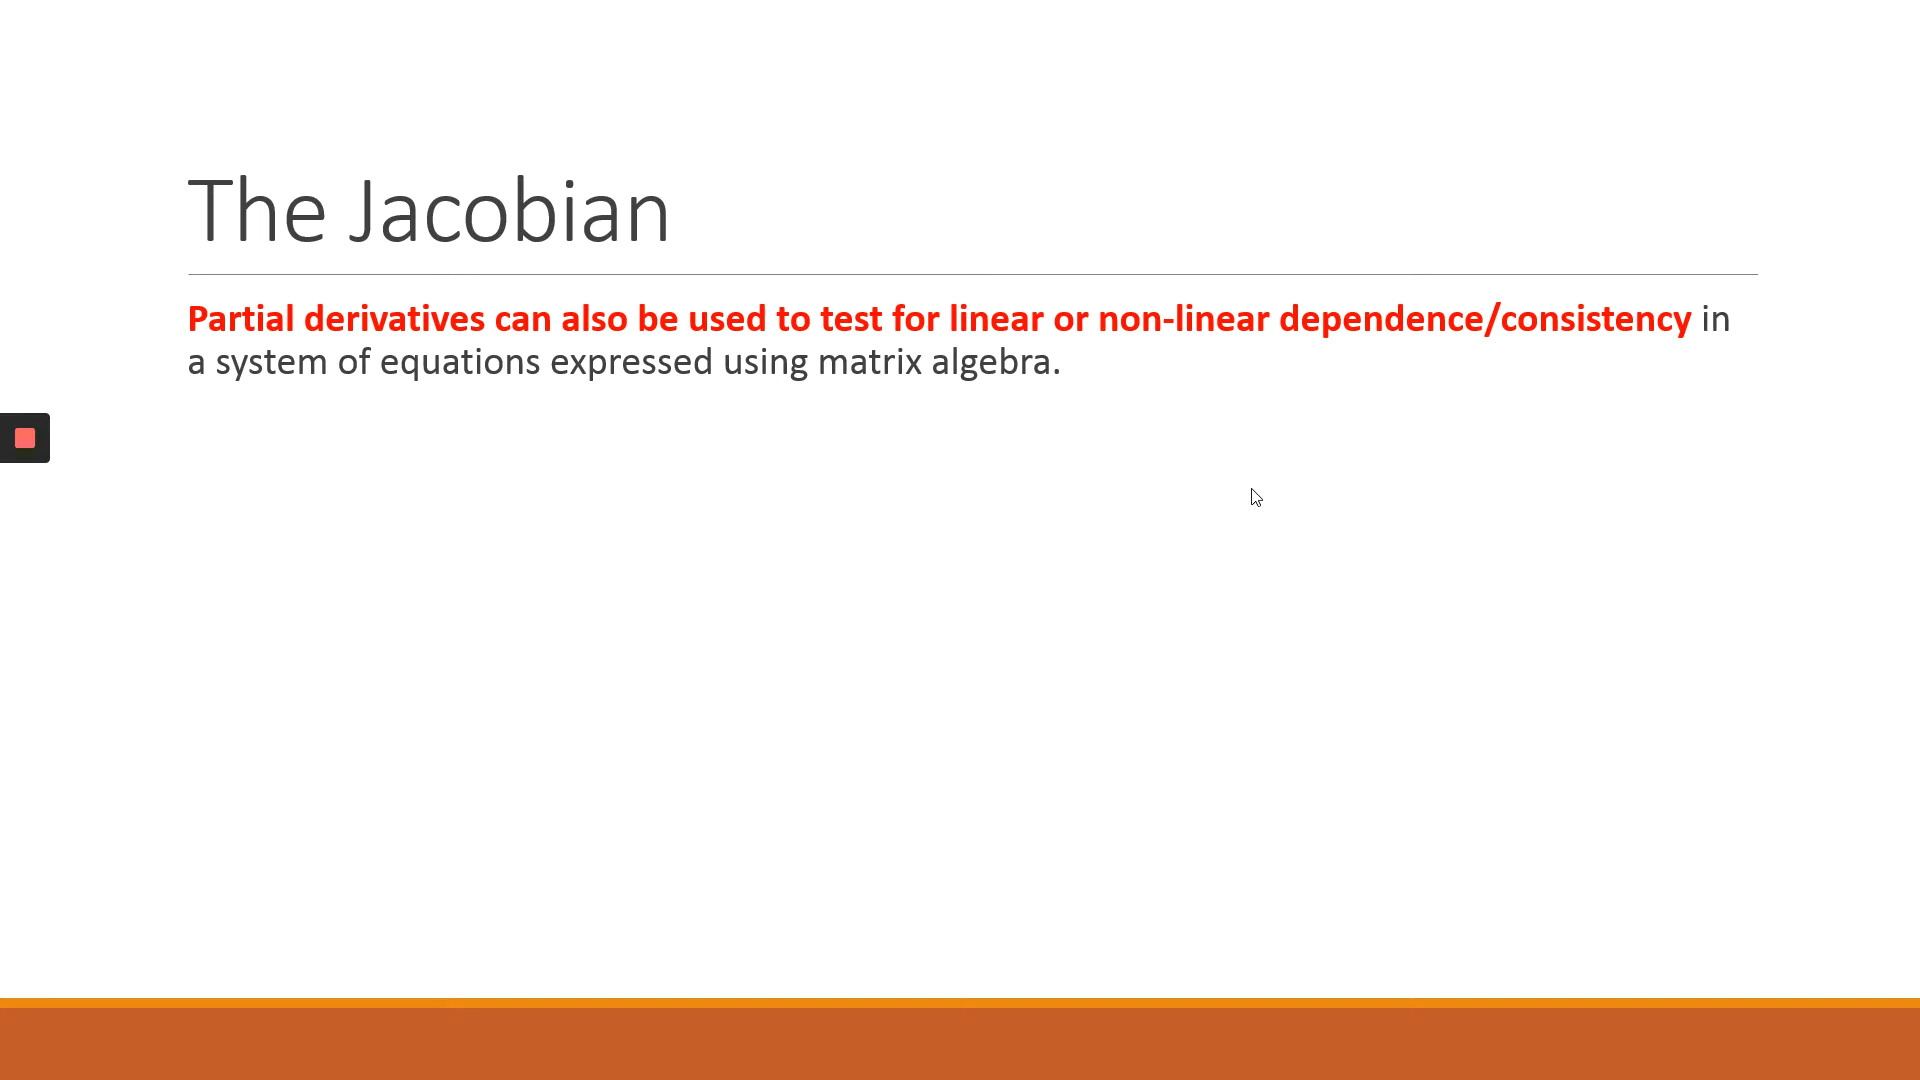 The Jacobian
Partial derivatives can also be used to test for linear or non-linear dependence/consistency in
a system of equations expressed using matrix algebra.